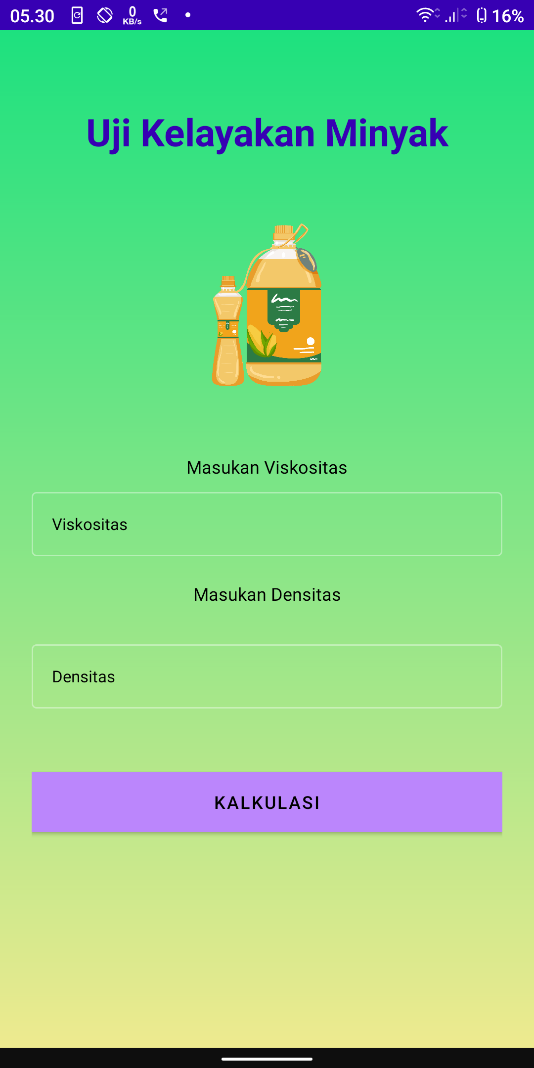 05.30 0 KB/s 16%
Uji Kelayakan Minyak
Masukan Viskositas
Viskositas
Masukan Densitas
Densitas
KALKULASI